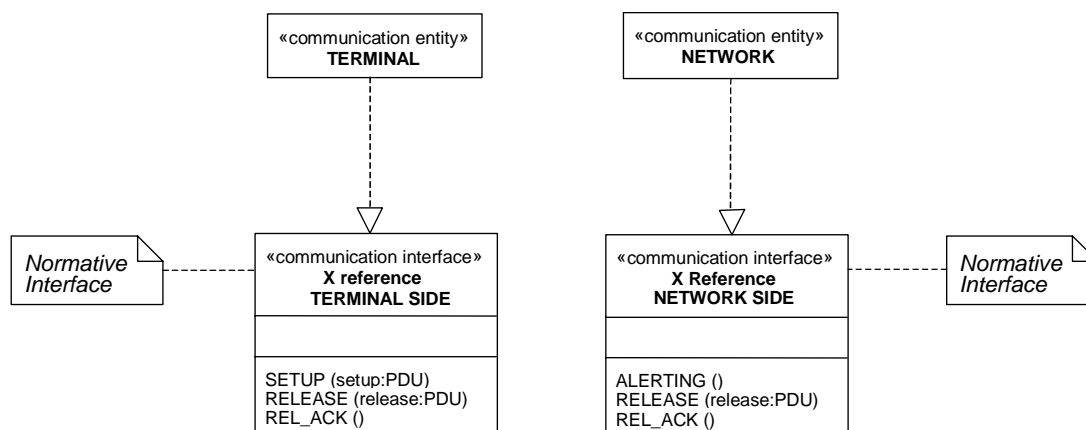 «communication entity»
TERMINAL
«communication entity»
NETWORK
Normative
Interface
«communication interface»
X reference
TERMINAL SIDE
SETUP (setup:PDU)
RELEASE (release:PDU)
REL_ACK ()
«communication interface»
X Reference
NETWORK SIDE
ALERTING ()
RELEASE (release:PDU)
REL_ACK ()
Normative
Interface